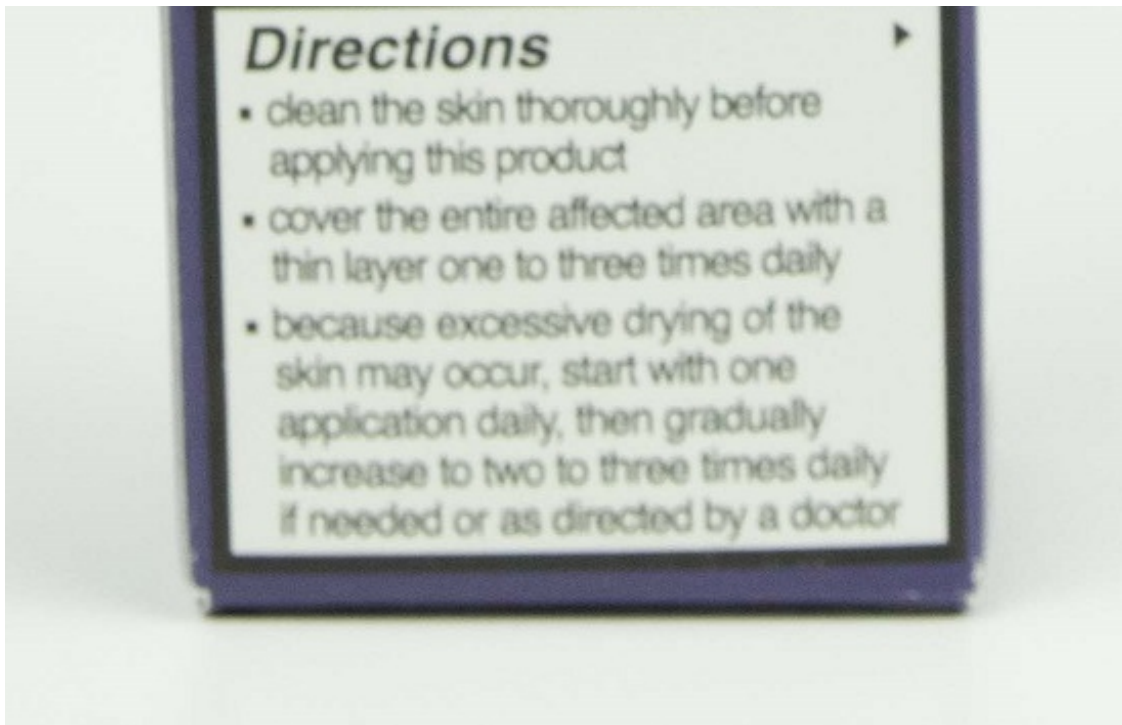 Directions
▪ clean the skin thoroughly before
applying this product
▪ cover the entire affected area with a
thin layer one to three times daily
▪ because excessive drying of the
skin may occur, start with one
application daily, then gradually
increase to two to three times daily
if needed or as directed by a doctor